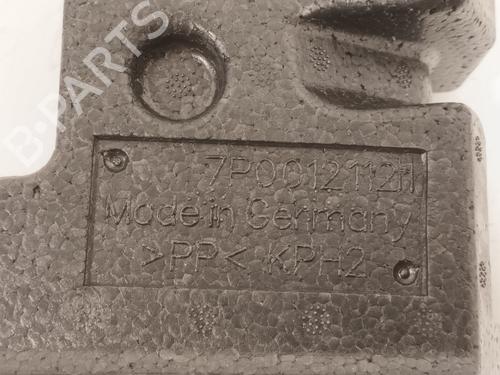 B-PARTS
7P0012112H
Made in Germany
>PP< KPH2